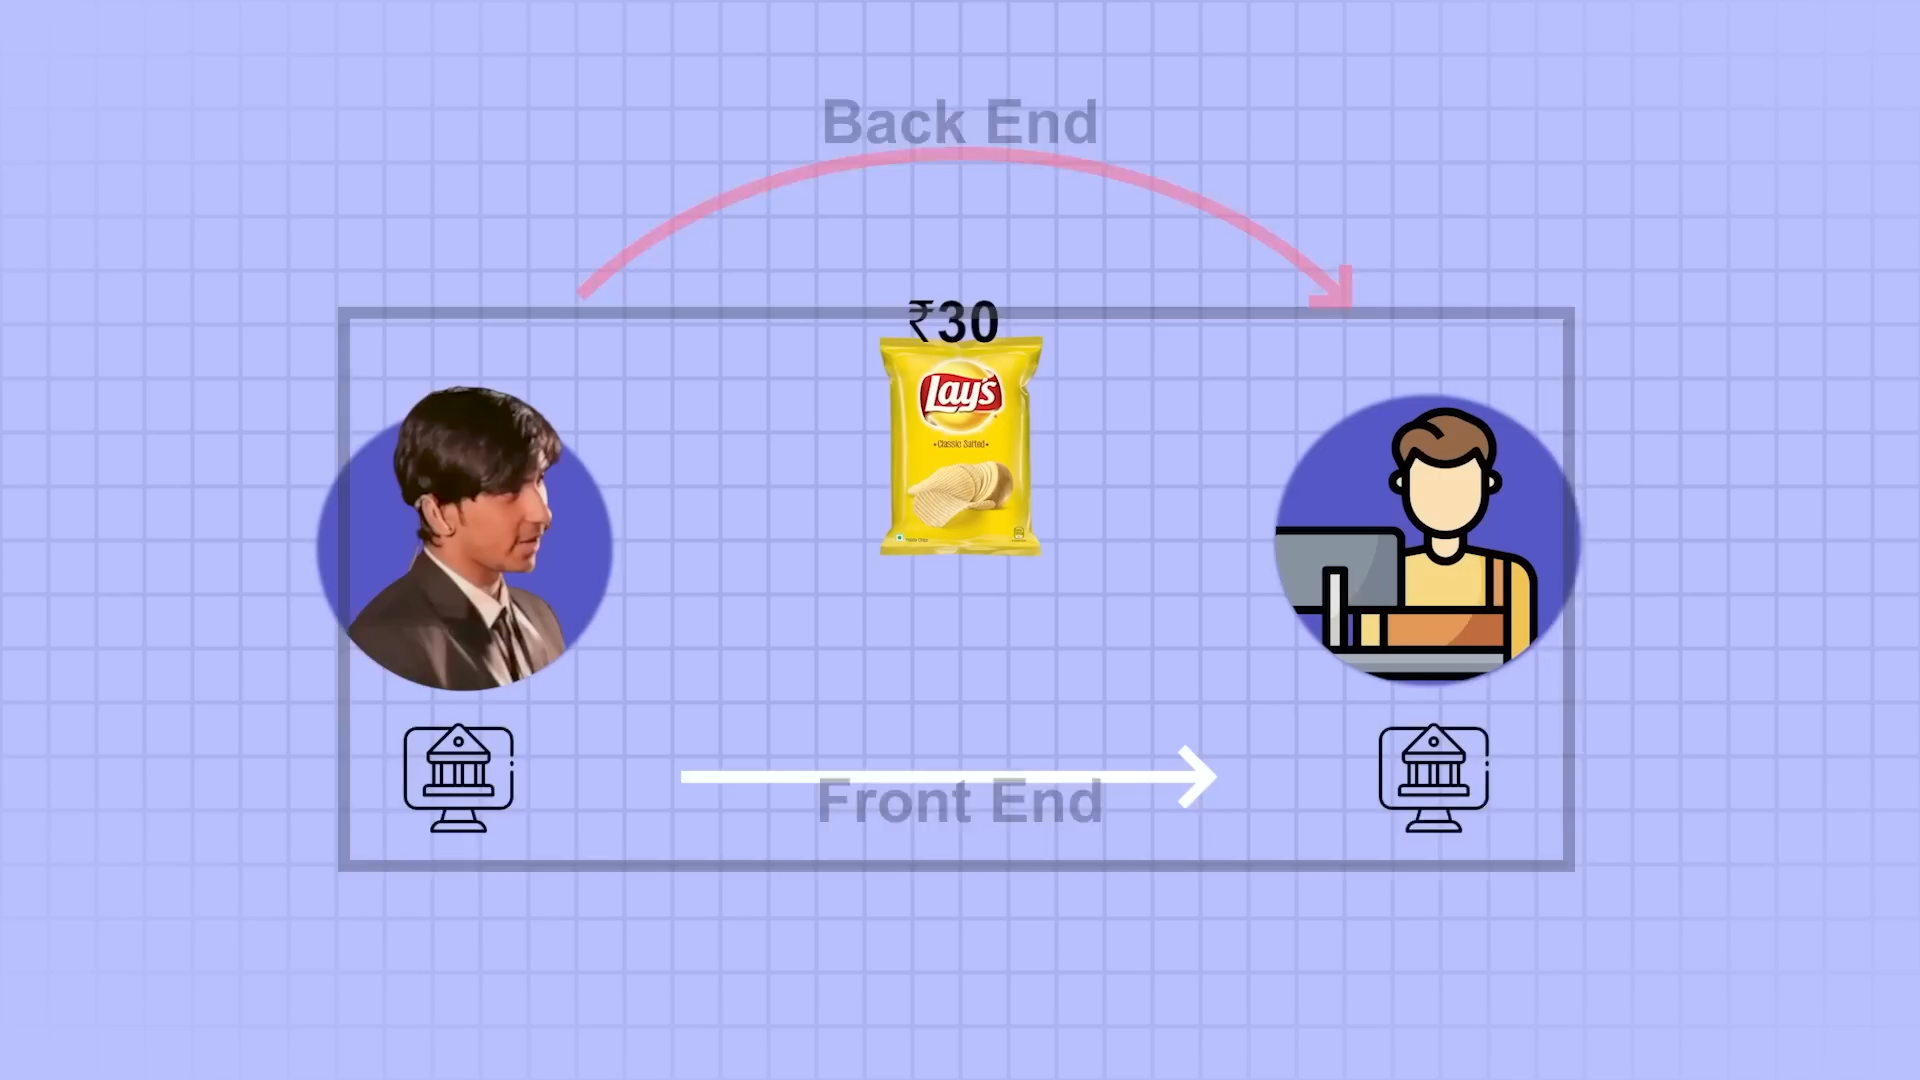 Back End
₹30
Lay's
•Classic Salted•
Front End